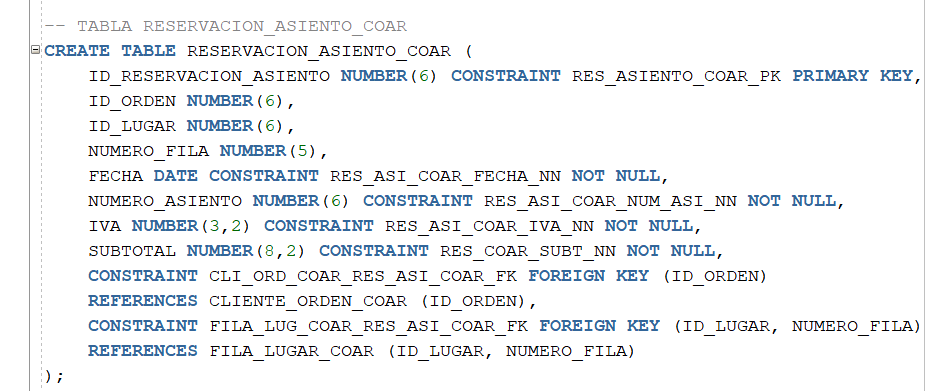 -- TABLA RESERVACION_ASIENTO_COAR
CREATE TABLE RESERVACION_ASIENTO_COAR (
ID_RESERVACION_ASIENTO NUMBER(6) CONSTRAINT RES_ASIENTO_COAR_PK PRIMARY KEY,
ID_ORDEN NUMBER(6),
ID_LUGAR NUMBER(6),
NUMERO_FILA NUMBER(5),
FECHA DATE CONSTRAINT RES_ASI_COAR_FECHA_NN NOT NULL,
NUMERO_ASIENTO NUMBER(6) CONSTRAINT RES_ASI_COAR_NUM_ASI_NN NOT NULL,
IVA NUMBER(3,2) CONSTRAINT RES_ASI_COAR_IVA_NN NOT NULL,
SUBTOTAL NUMBER(8,2) CONSTRAINT RES_COAR_SUBT_NN NOT NULL,
CONSTRAINT CLI_ORD_COAR_RES_ASI_COAR_FK FOREIGN KEY (ID_ORDEN)
REFERENCES CLIENTE_ORDEN_COAR (ID_ORDEN),
CONSTRAINT FILA_LUG_COAR_RES_ASI_COAR_FK FOREIGN KEY (ID_LUGAR, NUMERO_FILA)
REFERENCES FILA_LUGAR_COAR (ID_LUGAR, NUMERO_FILA)
);